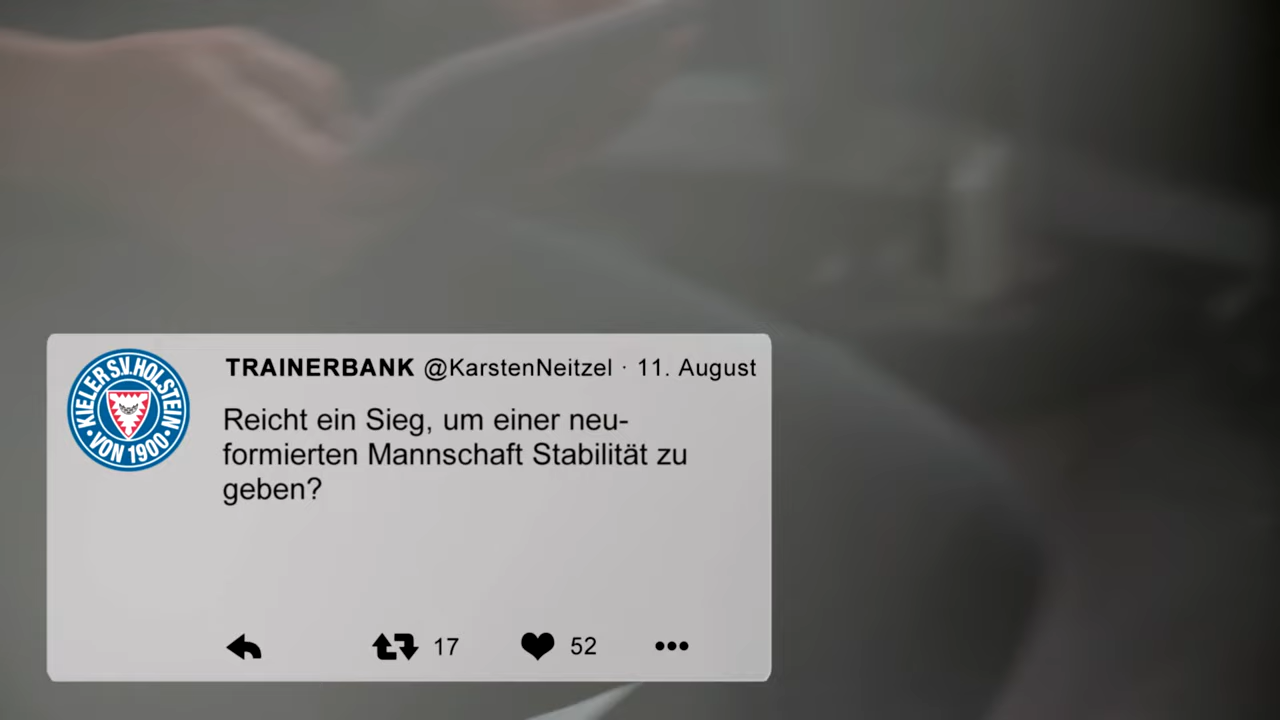 KIELER S.V. HOLSTEIN
VON 1900
TRAINERBANK @KarstenNeitzel · 11. August
Reicht ein Sieg, um einer neu-
formierten Mannschaft Stabilität zu
geben?
17 52